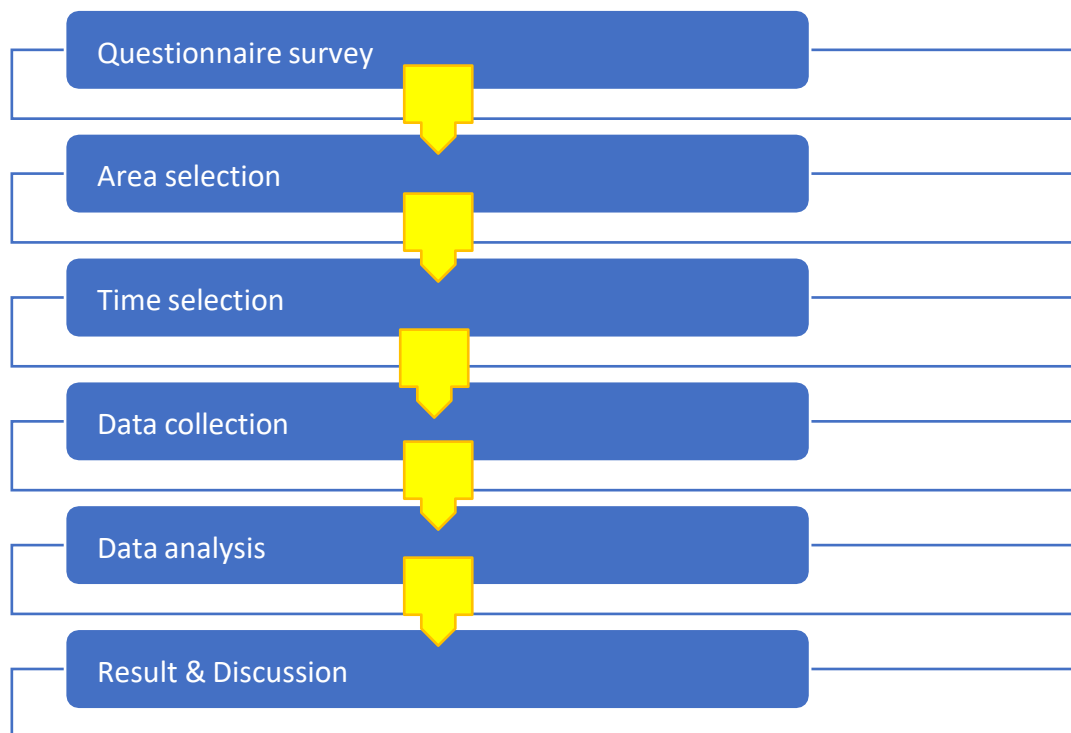 Questionnaire survey
Area selection
Time selection
Data collection
Data analysis
Result & Discussion